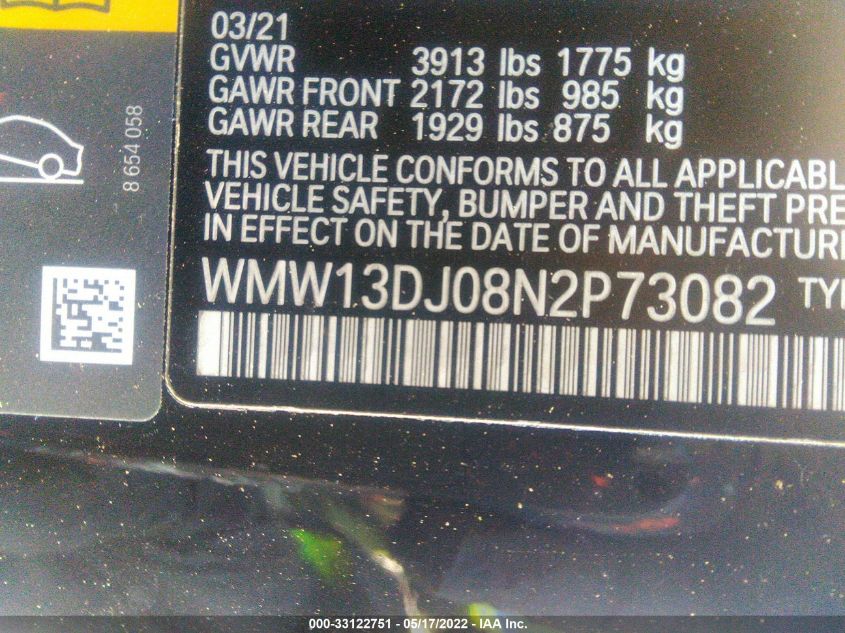 03/21
GVWR 3913 lbs 1775 kg
GAWR FRONT 2172 lbs 985 kg
GAWR REAR 1929 lbs 875 kg
THIS VEHICLE CONFORMS TO ALL APPLICABL
VEHICLE SAFETY, BUMPER AND THEFT PRE
IN EFFECT ON THE DATE OF MANUFACTUR
WMW13DJ08N2P73082 TYP
8 654 058
000-33122751 - 05/17/2022 - IAA Inc.